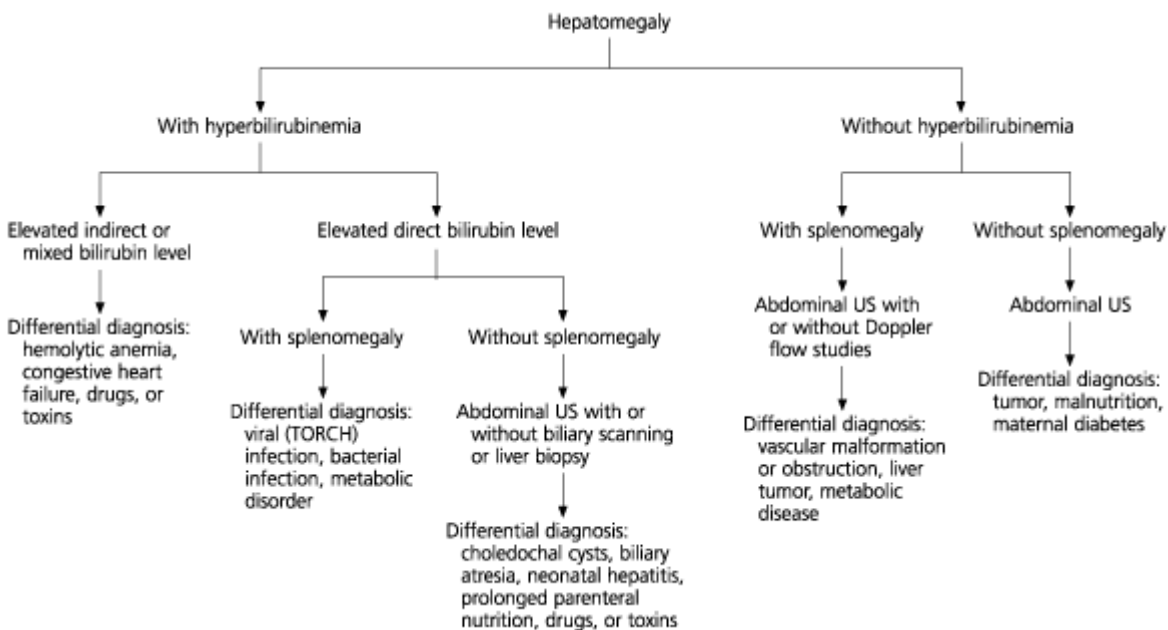 Hepatomegaly
With hyperbilirubinemia
Without hyperbilirubinemia
Elevated indirect or
mixed bilirubin level
Elevated direct bilirubin level
With splenomegaly
Without splenomegaly
Differential diagnosis:
hemolytic anemia,
congestive heart
failure, drugs, or
toxins
With splenomegaly
Without splenomegaly
Abdominal US with
or without Doppler
flow studies
Abdominal US
Differential diagnosis:
viral (TORCH)
infection, bacterial
infection, metabolic
disorder
Abdominal US with or
without biliary scanning
or liver biopsy
Differential diagnosis:
vascular malformation
or obstruction, liver
tumor, metabolic
disease
Differential diagnosis:
tumor, malnutrition,
maternal diabetes
Differential diagnosis:
choledochal cysts, biliary
atresia, neonatal hepatitis,
prolonged parenteral
nutrition, drugs, or toxins